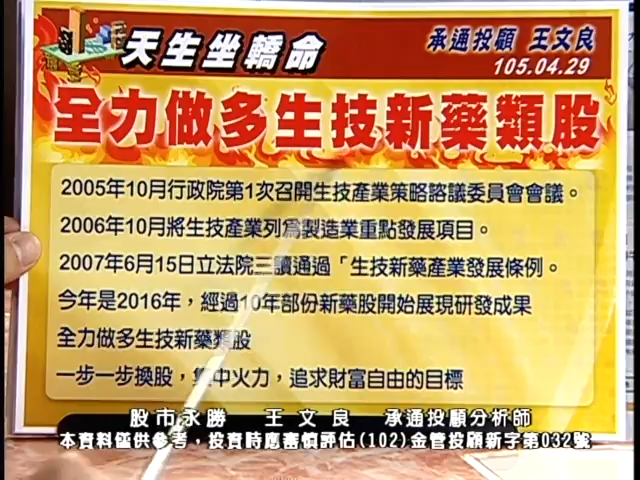 天生坐轎命
承通投顧 王文良
105.04.29
全力做多生技新藥類股
2005年10月行政院第1次召開生技產業策略諮議委員會會議。
2006年10月將生技產業列為製造業重點發展項目。
2007年6月15日立法院三讀通過「生技新藥產業發展條例。
今年是2016年，經過10年部份新藥股開始展現研發成果
全力做多生技新藥類股
一步一步換股，集中火力，追求財富自由的目標
股市永勝 王文良 承通投顧分析師
本資料僅供參考，投資時應審慎評估(102)金管投顧新字第032號